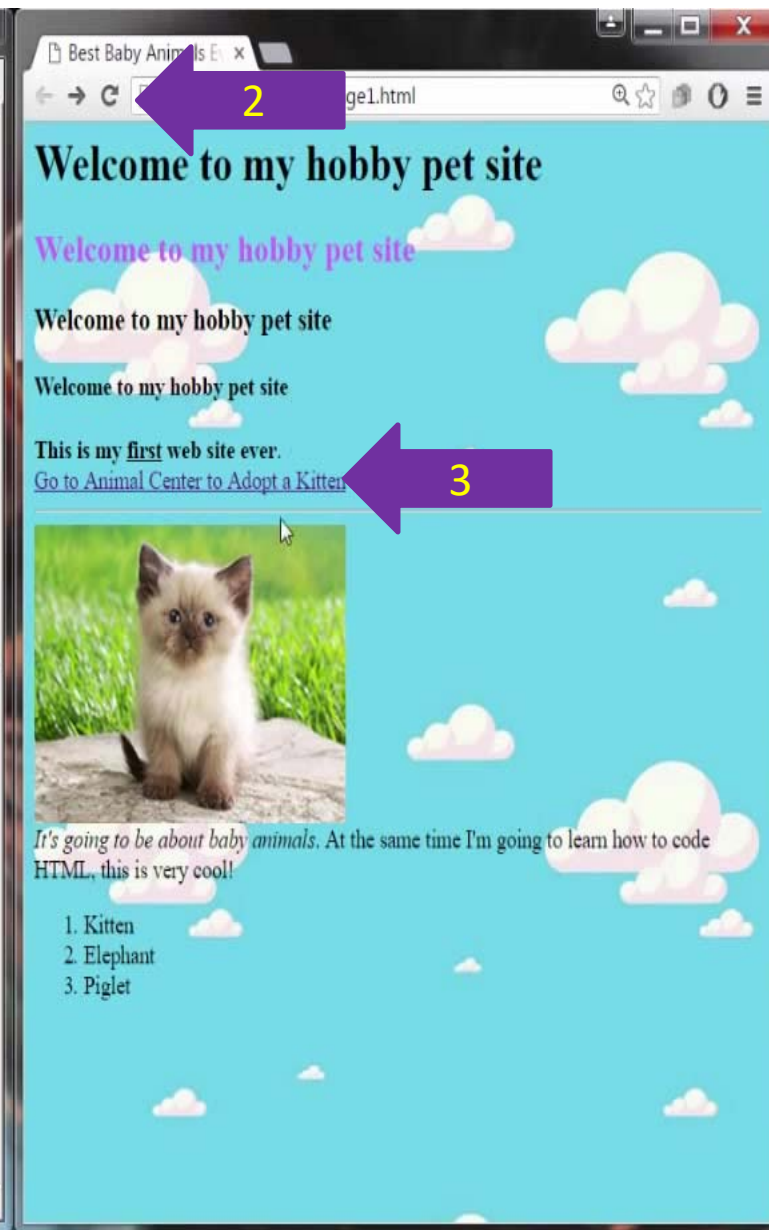 Best Baby Animals E
2
ge1.html
Welcome to my hobby pet site
Welcome to my hobby pet site
Welcome to my hobby pet site
Welcome to my hobby pet site
This is my first web site ever.
Go to Animal Center to Adopt a Kitten
3
It's going to be about baby animals. At the same time I'm going to learn how to code
HTML, this is very cool!
1. Kitten
2. Elephant
3. Piglet